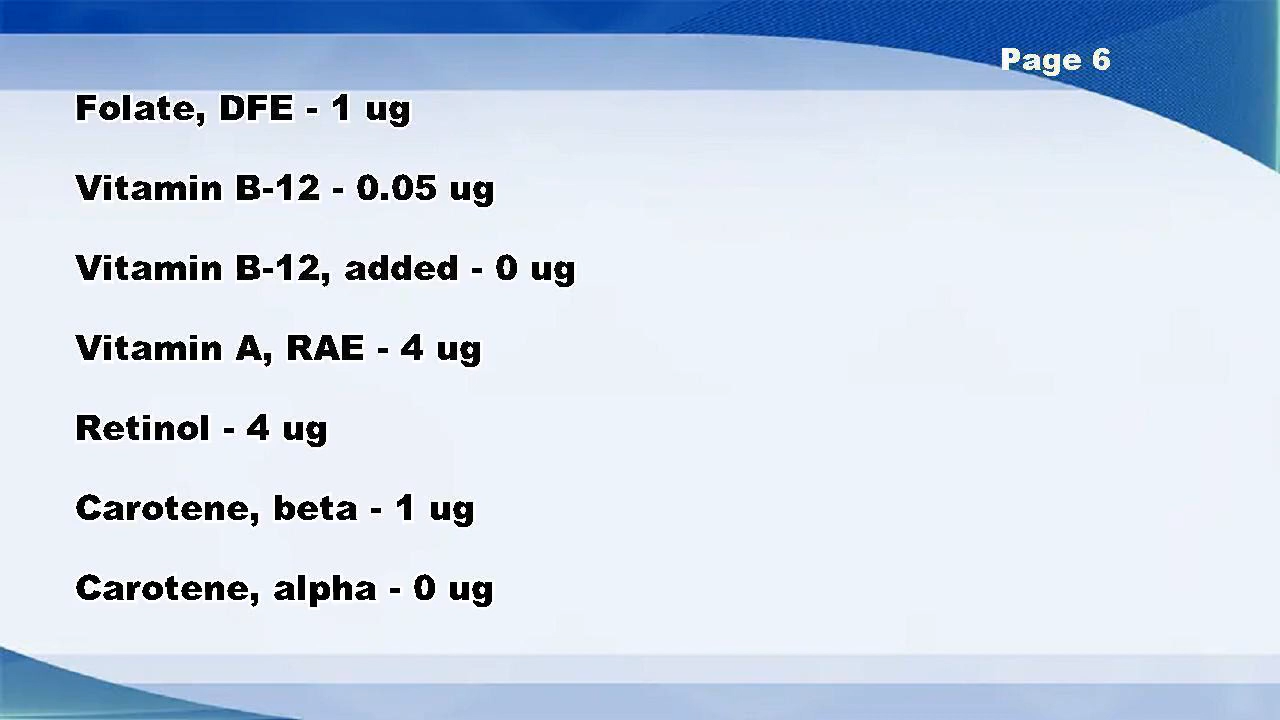 Page 6
Folate, DFE - 1 ug
Vitamin B-12 - 0.05 ug
Vitamin B-12, added - 0 ug
Vitamin A, RAE - 4 ug
Retinol - 4 ug
Carotene, beta - 1 ug
Carotene, alpha - 0 ug